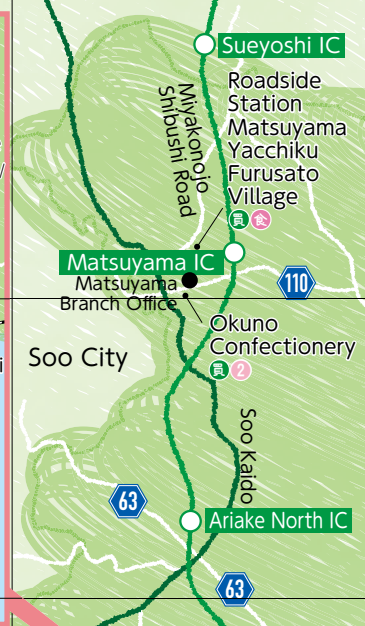 Sueyoshi IC
Miyakonojo
Shibushi Road
Roadside
Station
Matsuyama
Yacchiku
Furusato
Village
買 食
Matsuyama IC
Matsuyama
Branch Office
110
Okuno
Confectionery
買 2
Soo City
Soo Kaido
63
Ariake North IC
63